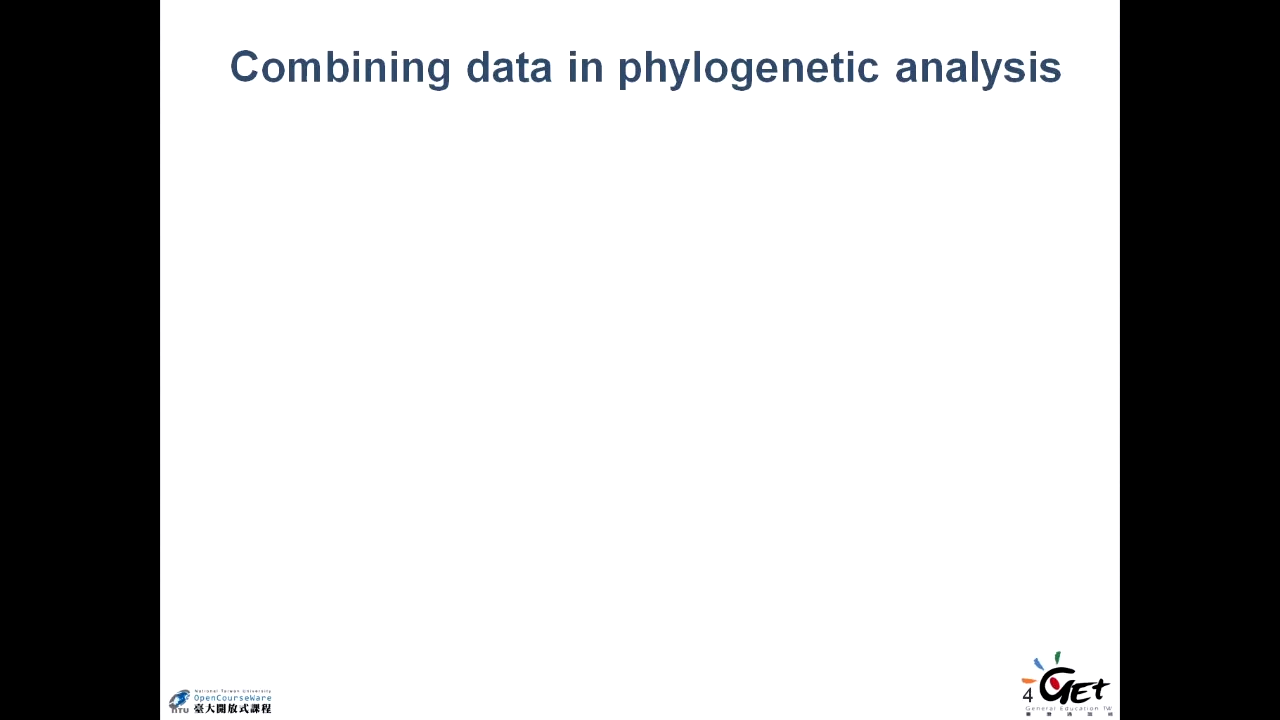 Combining data in phylogenetic analysis
National Taiwan University
OpenCourseWare
NTU 臺大開放式課程
4
GET
General Education TW